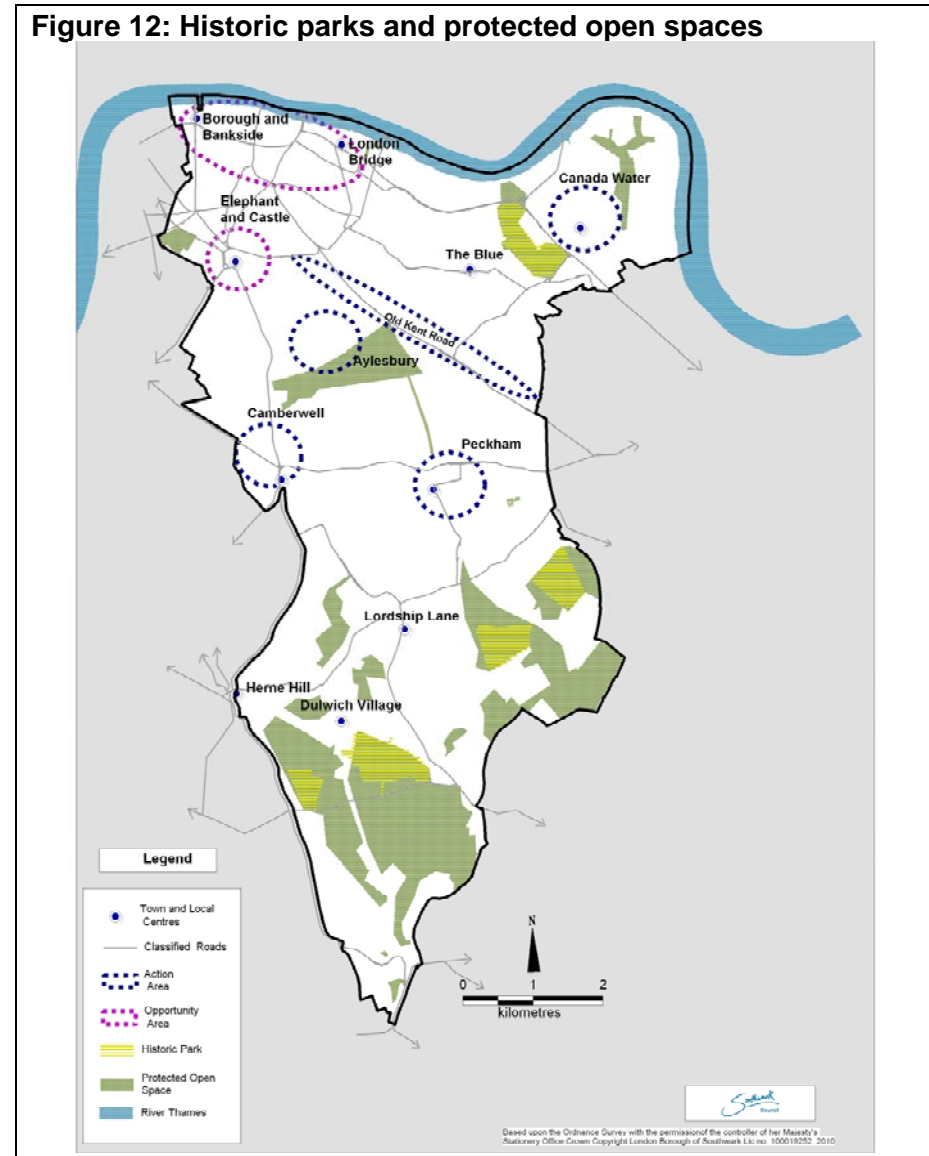 Figure 12: Historic parks and protected open spaces
Borough and
Bankside
London
Bridge
Canada Water
Elephant
and Castle
The Blue
Old Kent Road
Aylesbury
Camberwell
Peckham
Lordship Lane
Herne Hill
Dulwich Village
Legend
Town and Local
Centres
Classified Roads
Action
Area
Opportunity
Area
Historic Park
Protected Open
Space
River Thames
N
0 1 2
kilometres
Southwark
Council
Based upon the Ordnance Survey with the permissionof the controller of her Majesty's
Stationery Office Crown Copyright London Borough of Southwark Lic no. 100019252. 2010